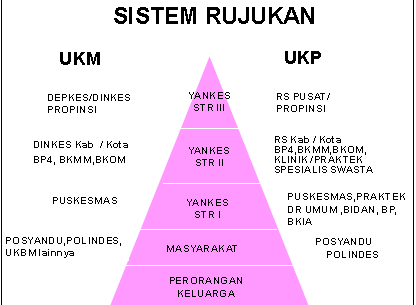 SISTEM RUJUKAN
UKM
UKP
DEPKES/DINKES
PROPINSI
YANKES
STR III
RS PUSAT/
PROPINSI
DINKES Kab / Kota
BP4, BKMM,BKOM
YANKES
STR II
RS Kab / Kota
BP4,BKMM,BKOM,
KLINIK/PRAKTEK
SPESIALIS SWASTA
PUSKESMAS
YANKES
STR I
PUSKESMAS,PRAKTEK
DR UMUM ,BIDAN, BP,
BKIA
POSYANDU,POLINDES,
UKBMlainnya
MASYARAKAT
POSYANDU
POLINDES
PERORANGAN
KELUARGA